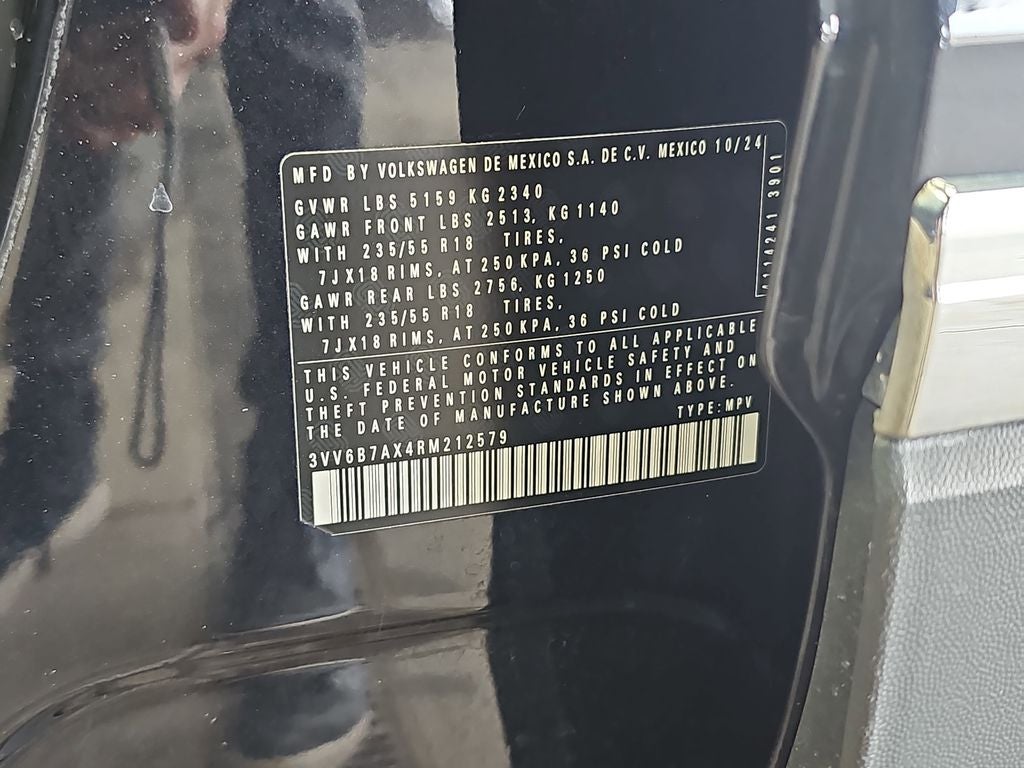 MFD BY VOLKSWAGEN DE MEXICO S.A. DE C.V. MEXICO 10/24
GVWR LBS 5159 KG 2340
GAWR FRONT LBS 2513, KG 1140
WITH 235/55 R18 TIRES,
7JX18 RIMS, AT 250 KPA, 36 PSI COLD
GAWR REAR LBS 2756, KG 1250
WITH 235/55 R18 TIRES,
7JX18 RIMS, AT 250 KPA, 36 PSI COLD
THIS VEHICLE CONFORMS TO ALL APPLICABLE
U.S. FEDERAL MOTOR VEHICLE SAFETY AND
THEFT PREVENTION STANDARDS IN EFFECT ON
THE DATE OF MANUFACTURE SHOWN ABOVE.
3VV6B7AX4RM212579 TYPE: MPV
3901